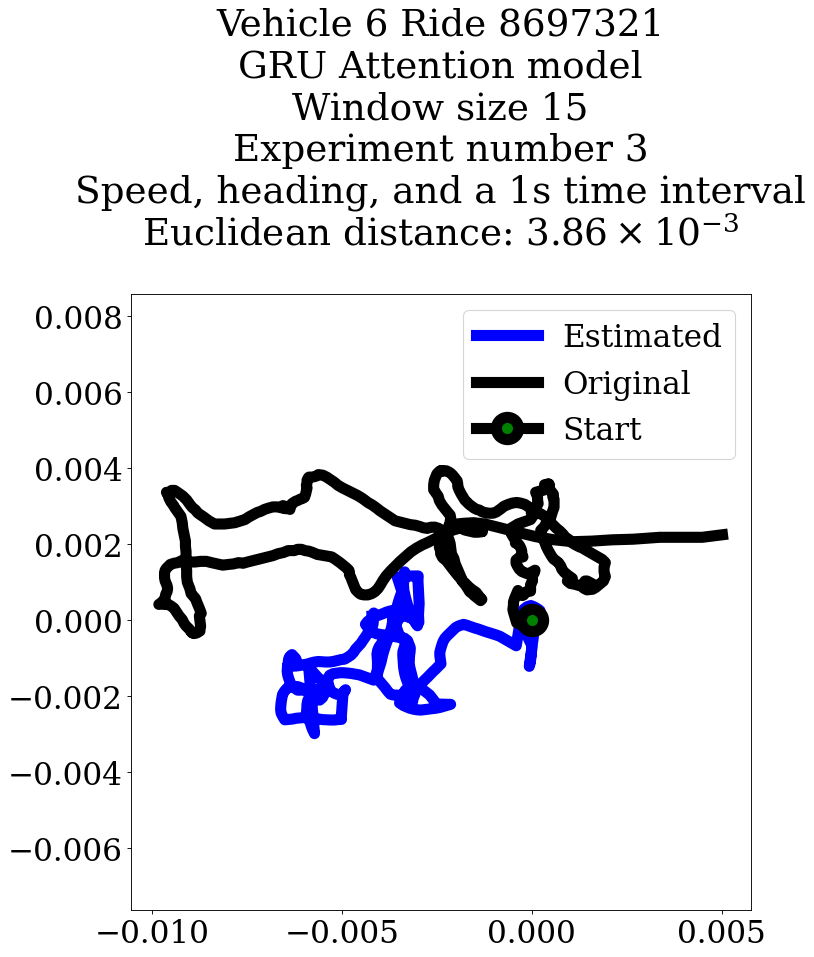 Vehicle 6 Ride 8697321
GRU Attention model
Window size 15
Experiment number 3
Speed, heading, and a 1s time interval
Euclidean distance: 3.86 × 10⁻³
Estimated
Original
Start
0.008
0.006
0.004
0.002
0.000
−0.002
−0.004
−0.006
−0.010 −0.005 0.000 0.005